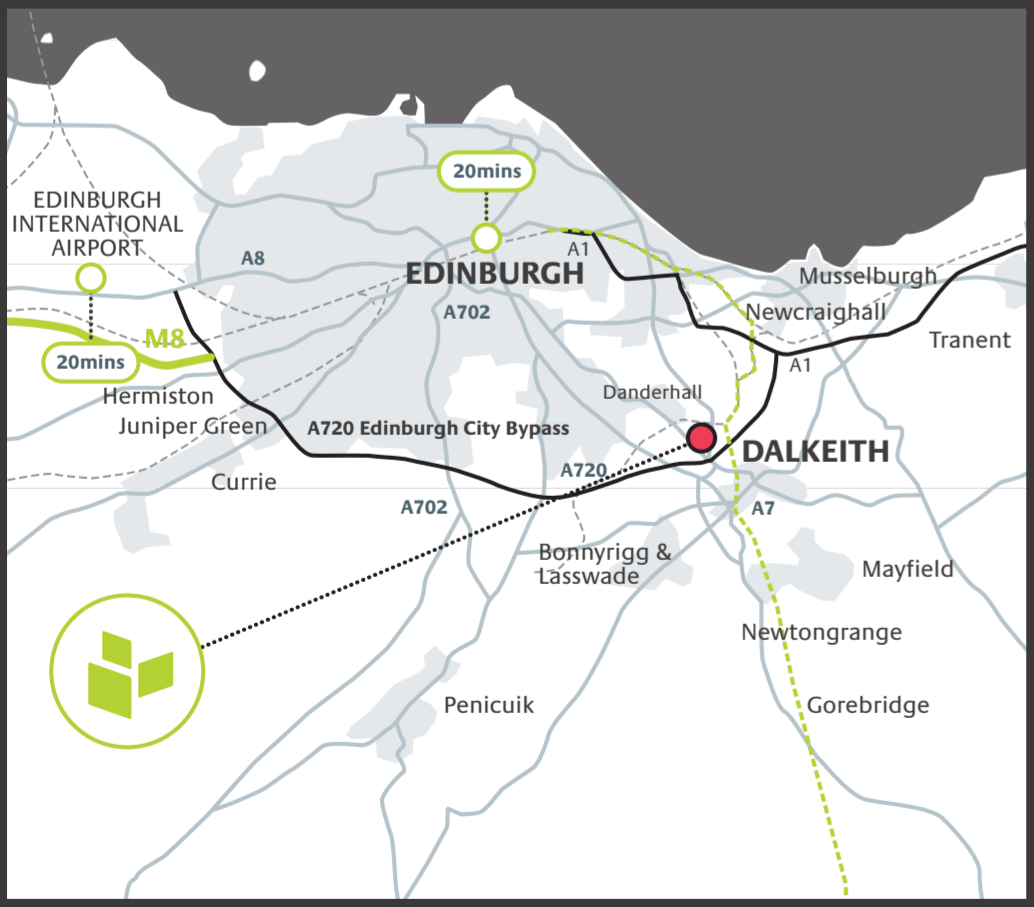 20mins
EDINBURGH
INTERNATIONAL
AIRPORT
A8
A1
EDINBURGH
Musselburgh
A702
Newcraighall
M8
Tranent
20mins
A1
Hermiston
Danderhall
Juniper Green
A720 Edinburgh City Bypass
DALKEITH
A720
Currie
A702
A7
Bonnyrigg &
Lasswade
Mayfield
Newtongrange
Penicuik
Gorebridge